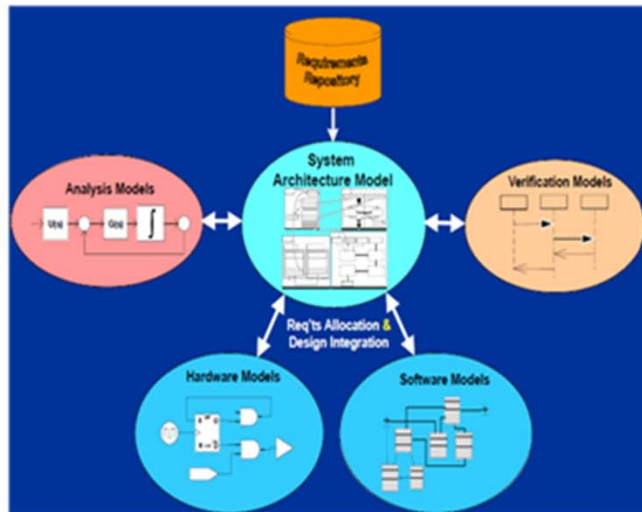 Requirements
Repository
System
Architecture Model
Analysis Models
U(s)
G(s)
∫
Verification Models
Req'ts Allocation &
Design Integration
Hardware Models
Software Models